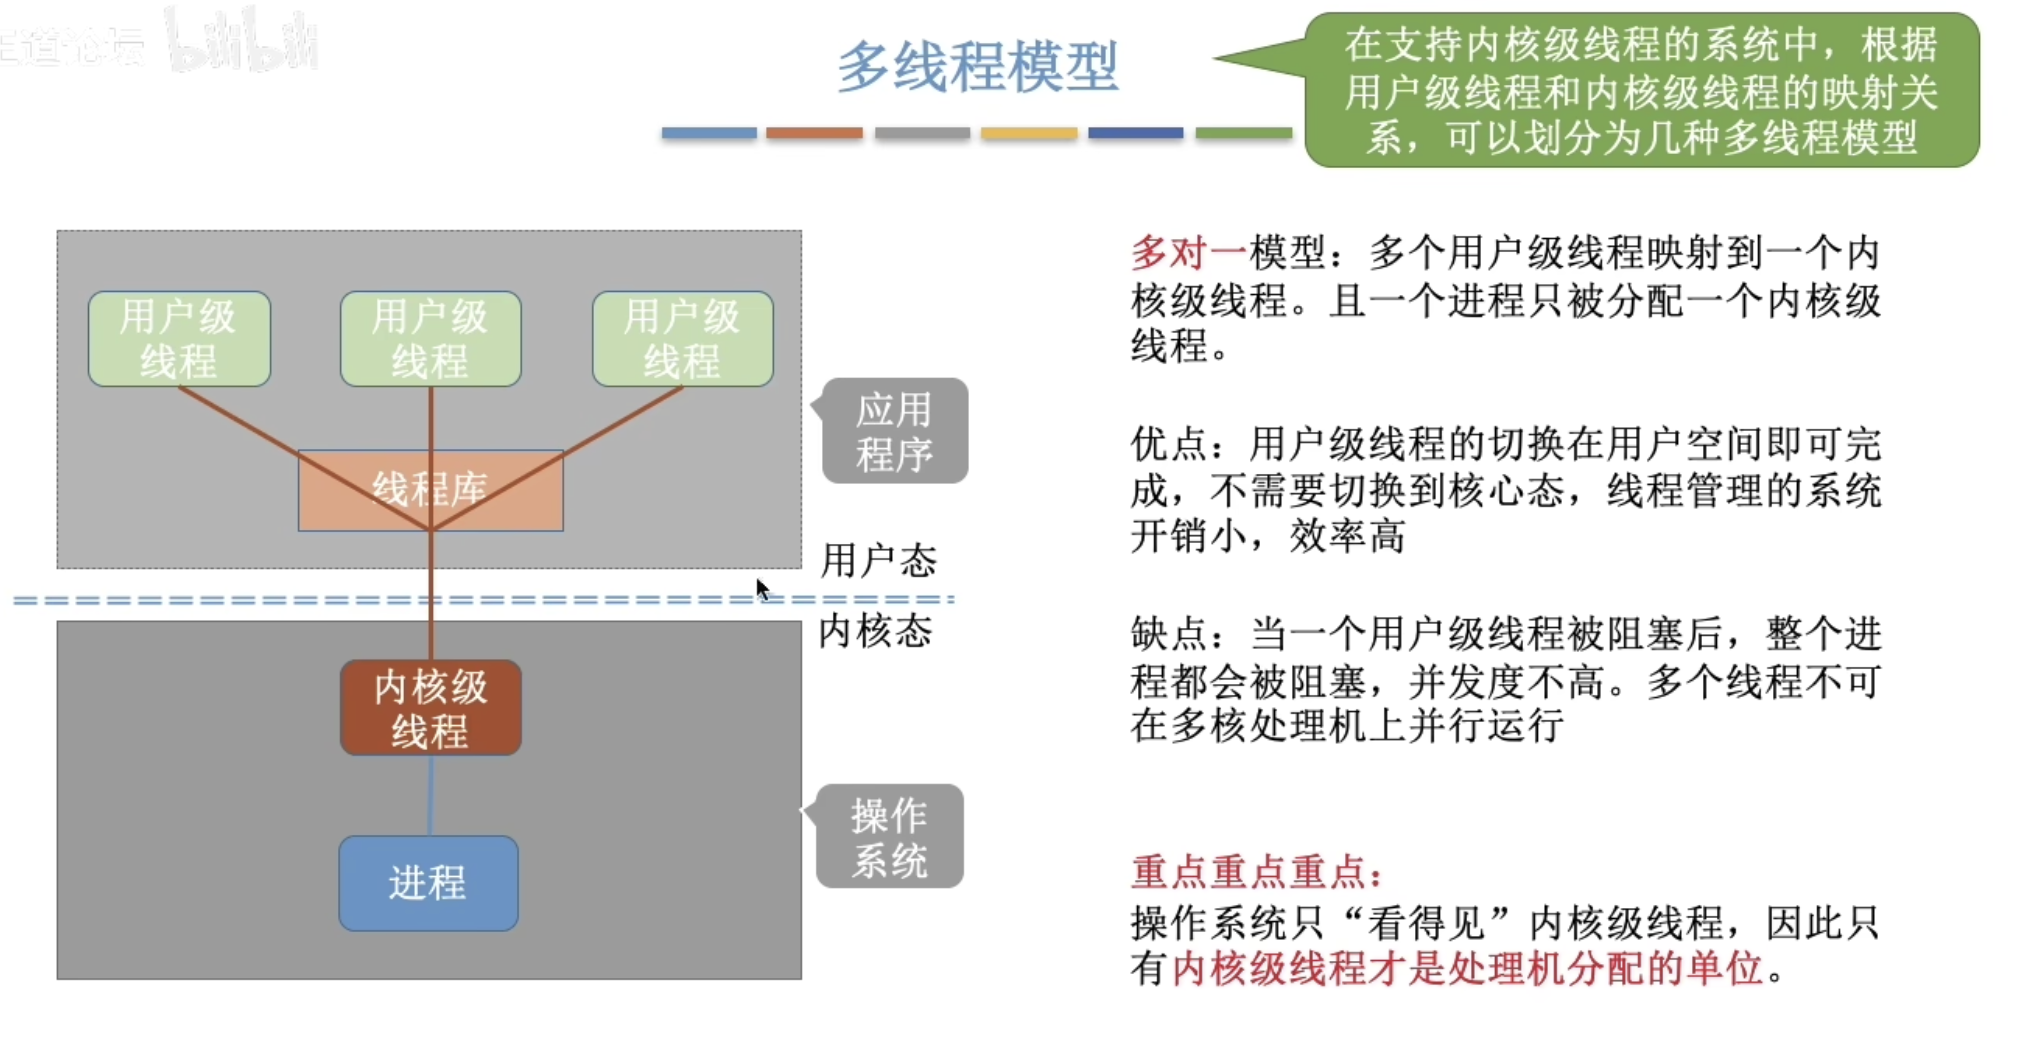 王道论坛 bilibili
多线程模型
在支持内核级线程的系统中，根据
用户级线程和内核级线程的映射关
系，可以划分为几种多线程模型
用户级
线程
用户级
线程
用户级
线程
线程库
应用
程序
用户态
内核态
内核级
线程
进程
操作
系统
多对一模型：多个用户级线程映射到一个内
核级线程。且一个进程只被分配一个内核级
线程。
优点：用户级线程的切换在用户空间即可完
成，不需要切换到核心态，线程管理的系统
开销小，效率高
缺点：当一个用户级线程被阻塞后，整个进
程都会被阻塞，并发度不高。多个线程不可
在多核处理机上并行运行
重点重点重点：
操作系统只“看得见”内核级线程，因此只
有内核级线程才是处理机分配的单位。